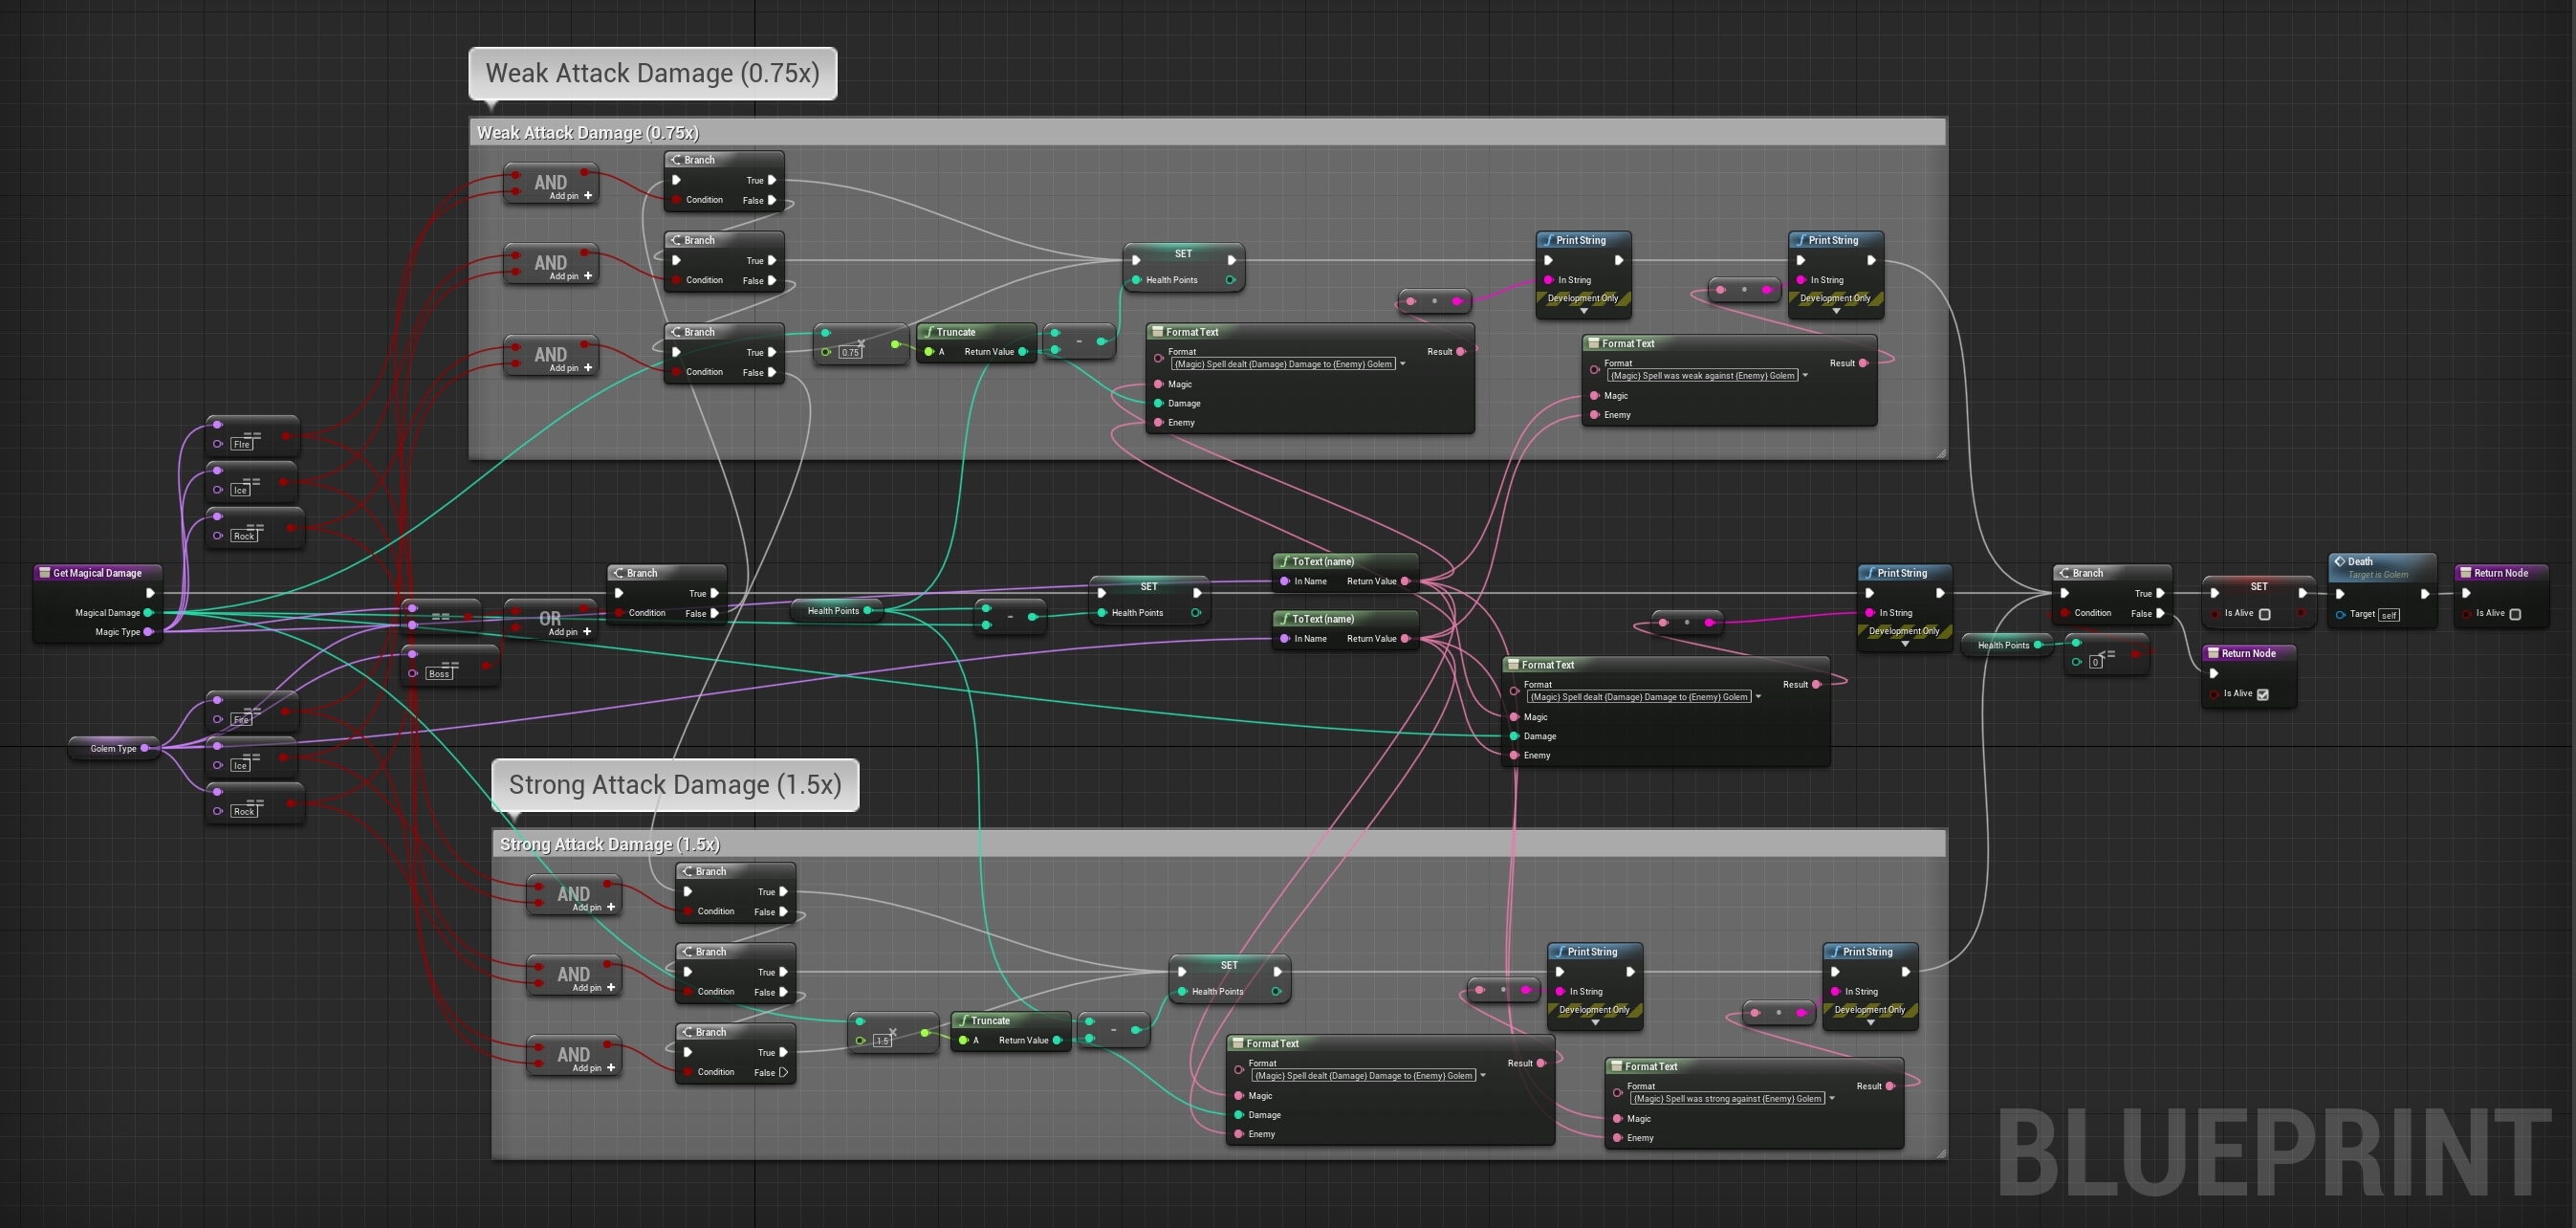 Weak Attack Damage (0.75x)
Weak Attack Damage (0.75x)
AND
Add pin +
Branch
True
Condition
False
AND
Add pin +
Branch
True
Condition
False
AND
Add pin +
Branch
True
Condition
False
x
0.75
Truncate
A
Return Value
-
SET
Health Points
Format Text
Format
{Magic} Spell dealt {Damage} Damage to {Enemy} Golem
Result
Magic
Damage
Enemy
Print String
In String
Development Only
Format Text
Format
{Magic} Spell was weak against {Enemy} Golem
Result
Magic
Enemy
Print String
In String
Development Only
==
FIre
==
Ice
==
Rock
Get Magical Damage
Magical Damage
Magic Type
==
OR
Add pin +
==
Boss
Branch
True
Condition
False
Health Points
-
SET
Health Points
ToText (name)
In Name
Return Value
ToText (name)
In Name
Return Value
Format Text
Format
{Magic} Spell dealt {Damage} Damage to {Enemy} Golem
Result
Magic
Damage
Enemy
Print String
In String
Development Only
Health Points
<=
0
Branch
True
Condition
False
SET
Is Alive
Death
Target is Golem
Target
self
Return Node
Is Alive
Return Node
Is Alive
Golem Type
==
Fire
==
Ice
==
Rock
Strong Attack Damage (1.5x)
Strong Attack Damage (1.5x)
AND
Add pin +
Branch
True
Condition
False
AND
Add pin +
Branch
True
Condition
False
AND
Add pin +
Branch
True
Condition
False
x
1.5
Truncate
A
Return Value
-
SET
Health Points
Format Text
Format
{Magic} Spell dealt {Damage} Damage to {Enemy} Golem
Result
Magic
Damage
Enemy
Print String
In String
Development Only
Format Text
Format
{Magic} Spell was strong against {Enemy} Golem
Result
Magic
Enemy
Print String
In String
Development Only
BLUEPRINT